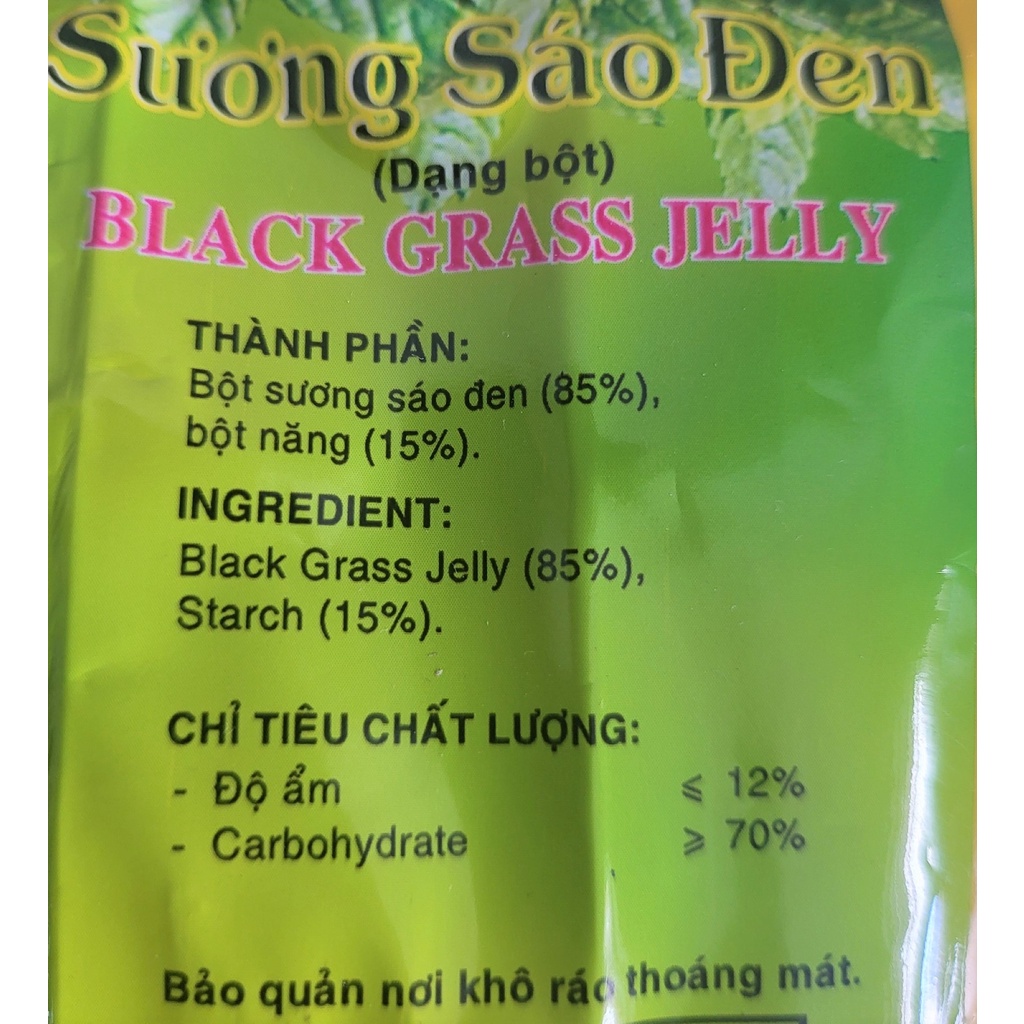 Sương Sáo Đen
(Dạng bột)
BLACK GRASS JELLY
THÀNH PHẦN:
Bột sương sáo đen (85%),
bột năng (15%).
INGREDIENT:
Black Grass Jelly (85%),
Starch (15%).
CHỈ TIÊU CHẤT LƯỢNG:
- Độ ẩm ⩽ 12%
- Carbohydrate ⩾ 70%
Bảo quản nơi khô ráo thoáng mát.